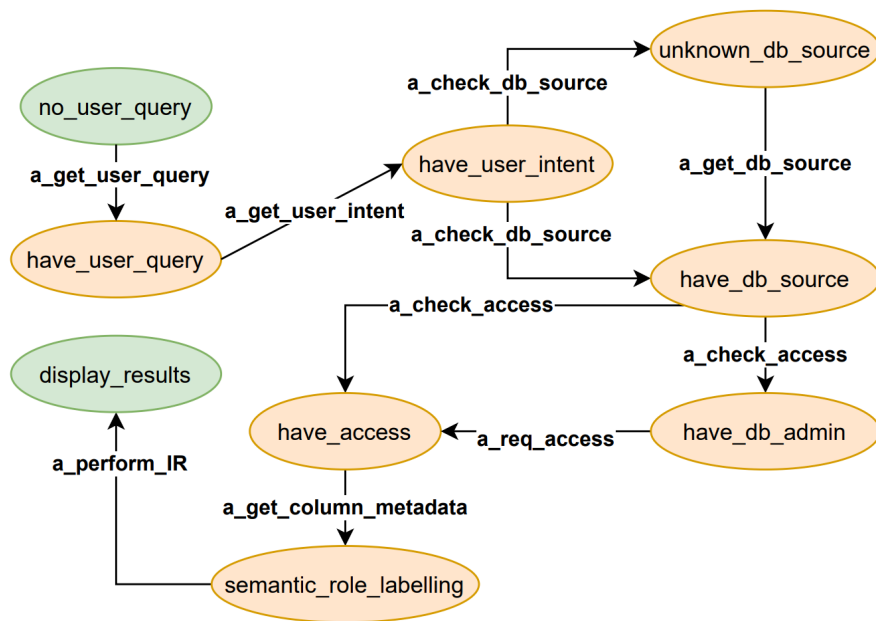 unknown_db_source
a_check_db_source
no_user_query
have_user_intent
a_get_db_source
a_get_user_query
a_get_user_intent
a_check_db_source
have_user_query
have_db_source
a_check_access
a_check_access
display_results
have_access
a_req_access
have_db_admin
a_perform_IR
a_get_column_metadata
semantic_role_labelling